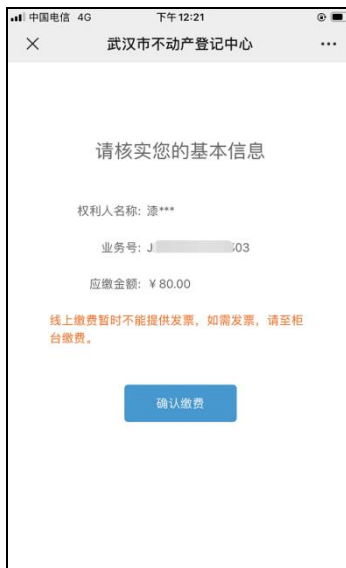 中国电信 4G 下午12:21
武汉市不动产登记中心
请核实您的基本信息
权利人名称: 漆***
业务号: J 03
应缴金额: ¥80.00
线上缴费暂时不能提供发票，如需发票，请至柜
台缴费。
确认缴费